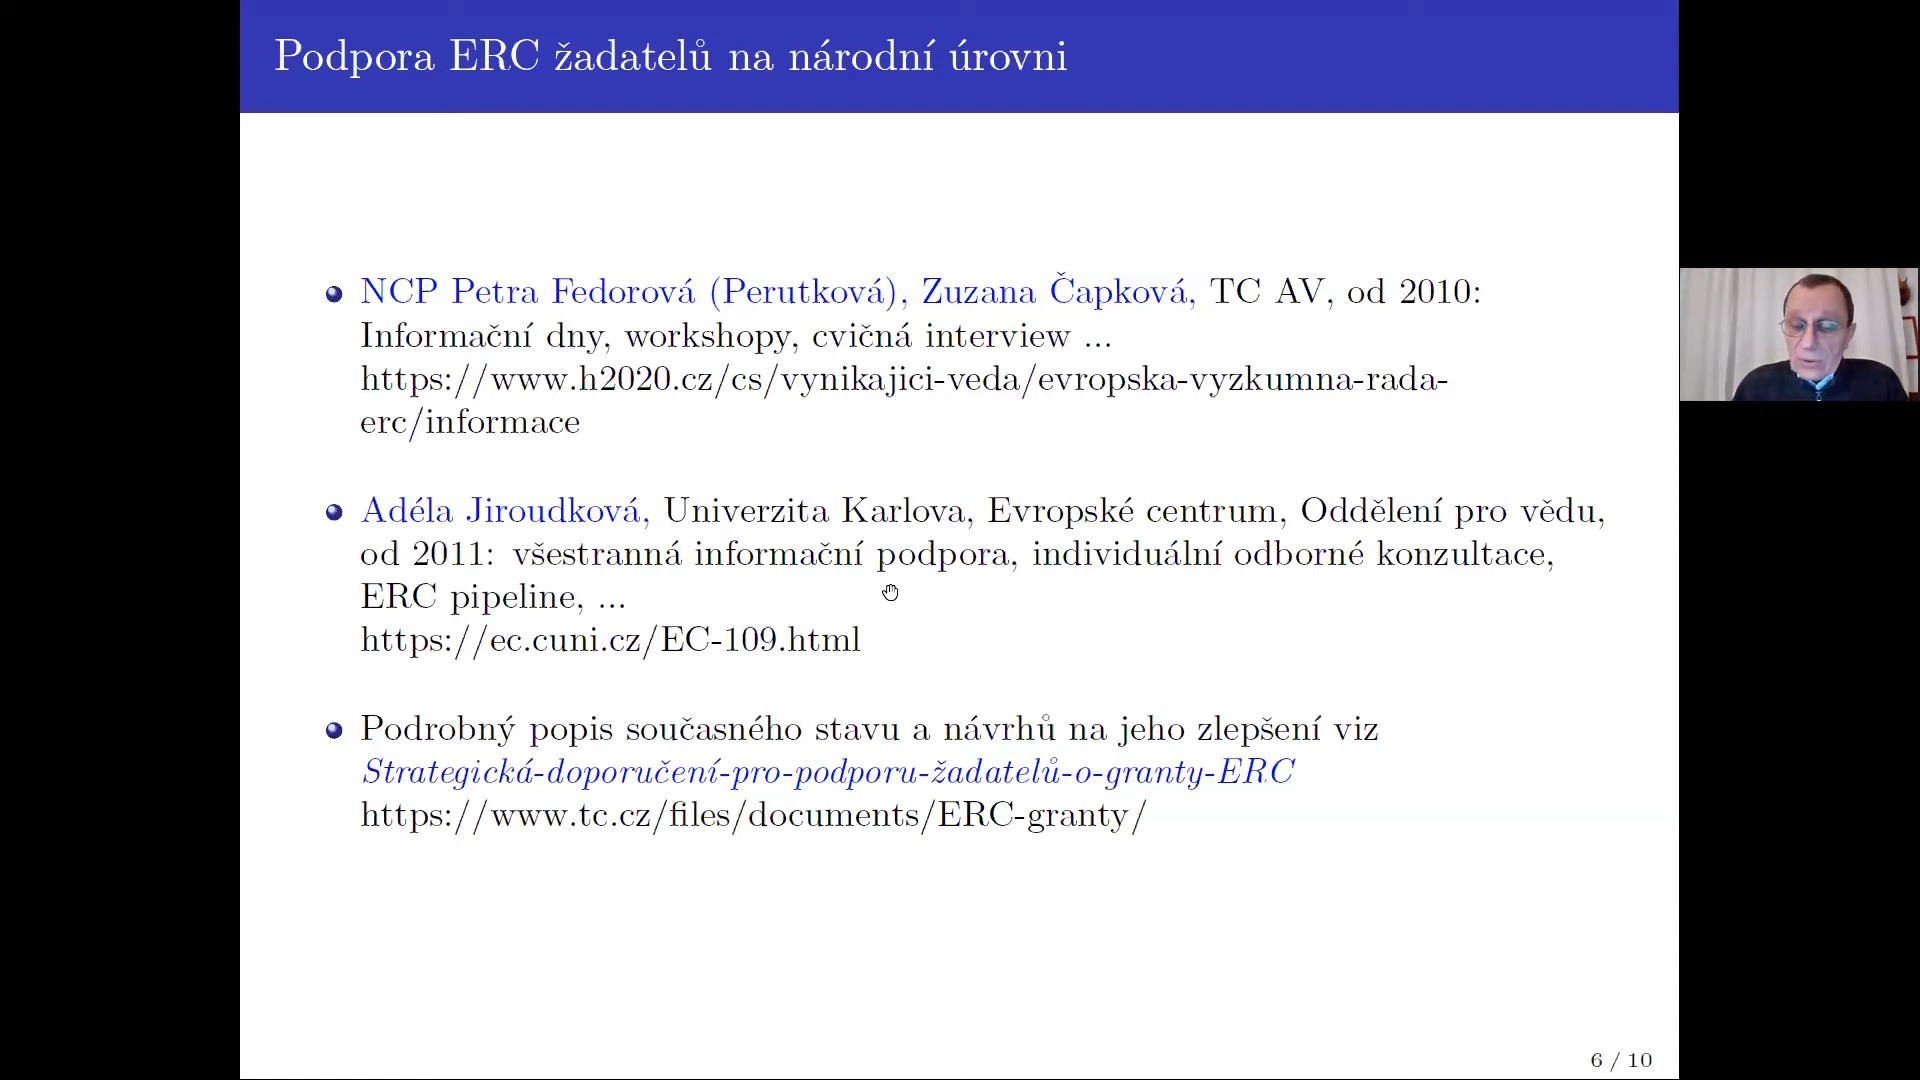 Podpora ERC žadatelů na národní úrovni
NCP Petra Fedorová (Perutková), Zuzana Čapková, TC AV, od 2010:
Informační dny, workshopy, cvičná interview ...
https://www.h2020.cz/cs/vynikajici-veda/evropska-vyzkumna-rada-
erc/informace
Adéla Jiroudková, Univerzita Karlova, Evropské centrum, Oddělení pro vědu,
od 2011: všestranná informační podpora, individuální odborné konzultace,
ERC pipeline, ...
https://ec.cuni.cz/EC-109.html
Podrobný popis současného stavu a návrhů na jeho zlepšení viz
Strategická-doporučení-pro-podporu-žadatelů-o-granty-ERC
https://www.tc.cz/files/documents/ERC-granty/
6 / 10